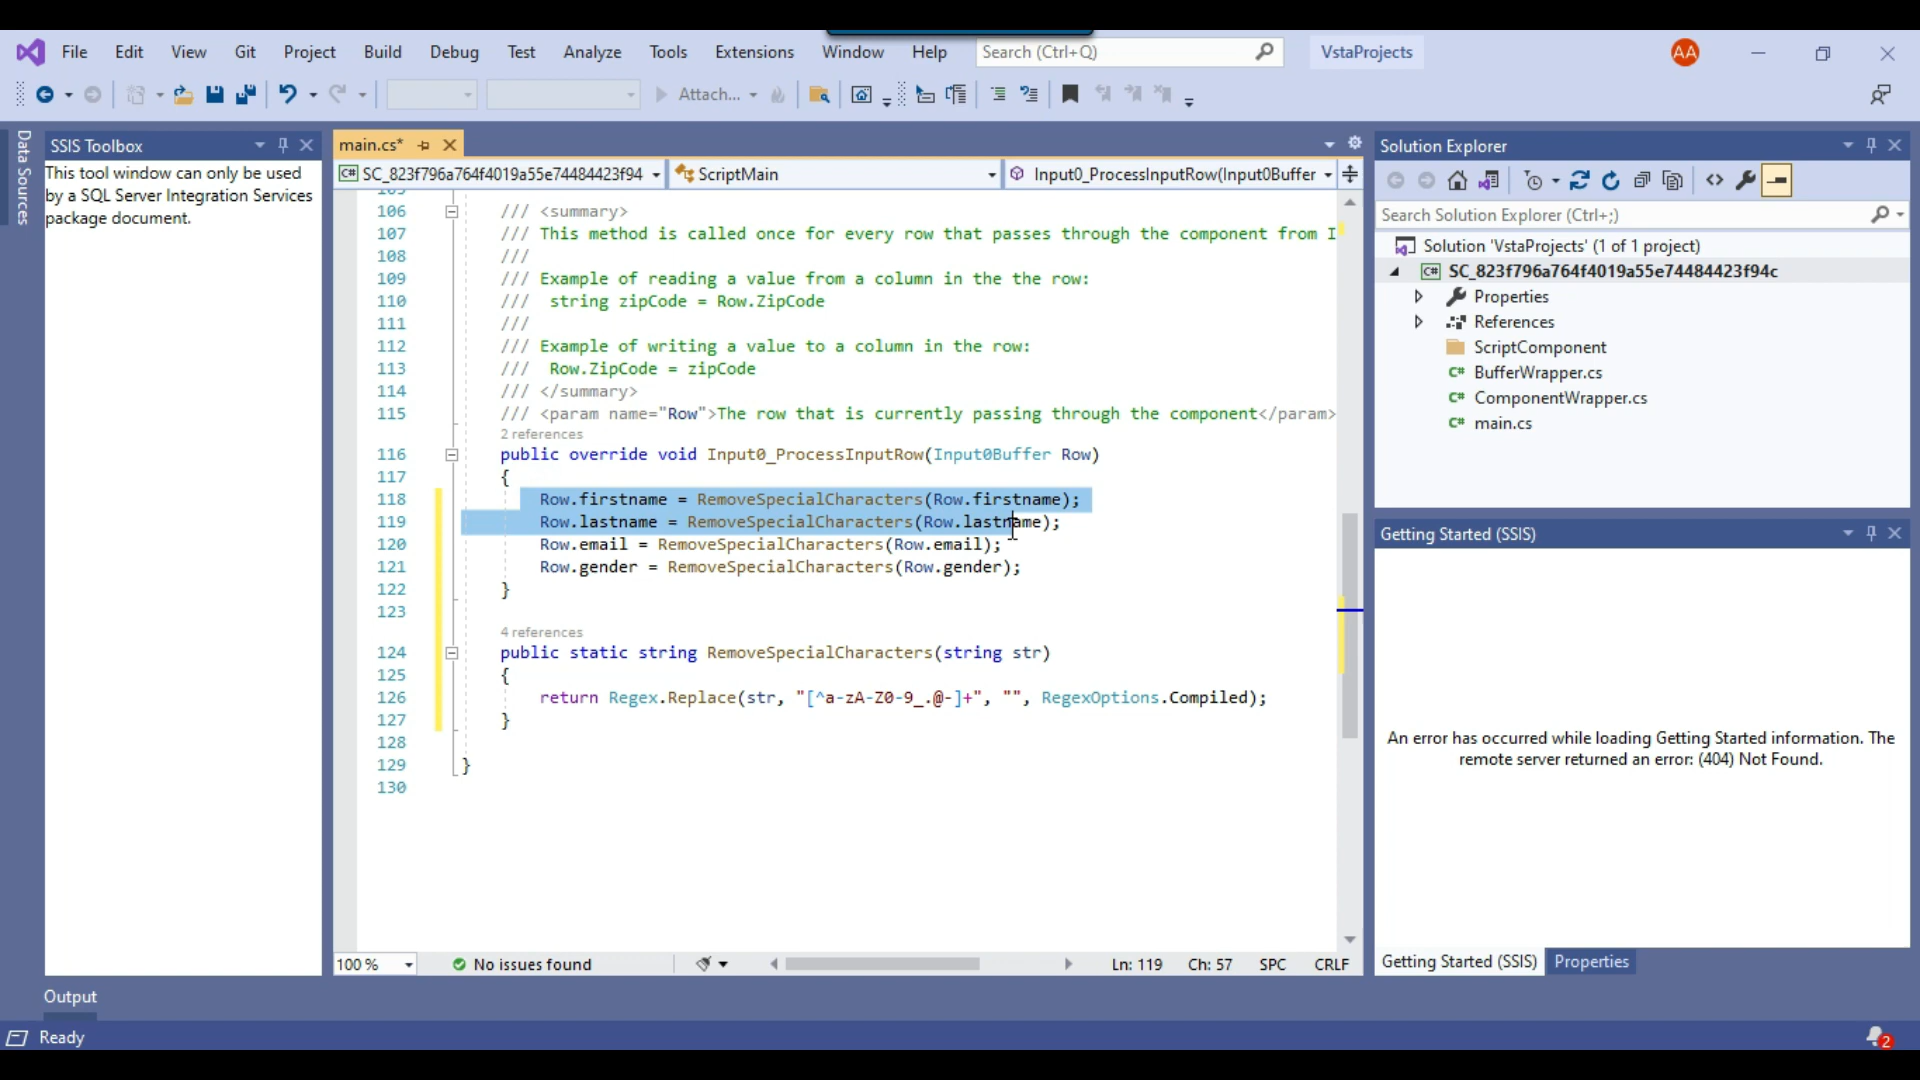 File Edit View Git Project Build Debug Test Analyze Tools Extensions Window Help Search (Ctrl+Q) VstaProjects AA
Attach...
Data Sources
SSIS Toolbox
This tool window can only be used
by a SQL Server Integration Services
package document.
main.cs*
SC_823f796a764f4019a55e74484423f94 ScriptMain Input0_ProcessInputRow(Input0Buffer
106 /// <summary>
107 /// This method is called once for every row that passes through the component from I
108 ///
109 /// Example of reading a value from a column in the the row:
110 /// string zipCode = Row.ZipCode
111 ///
112 /// Example of writing a value to a column in the row:
113 /// Row.ZipCode = zipCode
114 /// </summary>
115 /// <param name="Row">The row that is currently passing through the component</param>
2 references
116 public override void Input0_ProcessInputRow(Input0Buffer Row)
117 {
118 Row.firstname = RemoveSpecialCharacters(Row.firstname);
119 Row.lastname = RemoveSpecialCharacters(Row.lastname);
120 Row.email = RemoveSpecialCharacters(Row.email);
121 Row.gender = RemoveSpecialCharacters(Row.gender);
122 }
123
4 references
124 public static string RemoveSpecialCharacters(string str)
125 {
126 return Regex.Replace(str, "[^a-zA-Z0-9_.@-]+", "", RegexOptions.Compiled);
127 }
128
129 }
130
100 % No issues found Ln: 119 Ch: 57 SPC CRLF
Solution Explorer
Search Solution Explorer (Ctrl+;)
Solution 'VstaProjects' (1 of 1 project)
C# SC_823f796a764f4019a55e74484423f94c
Properties
References
ScriptComponent
C# BufferWrapper.cs
C# ComponentWrapper.cs
C# main.cs
Getting Started (SSIS)
An error has occurred while loading Getting Started information. The
remote server returned an error: (404) Not Found.
Getting Started (SSIS) Properties
Output
Ready
2